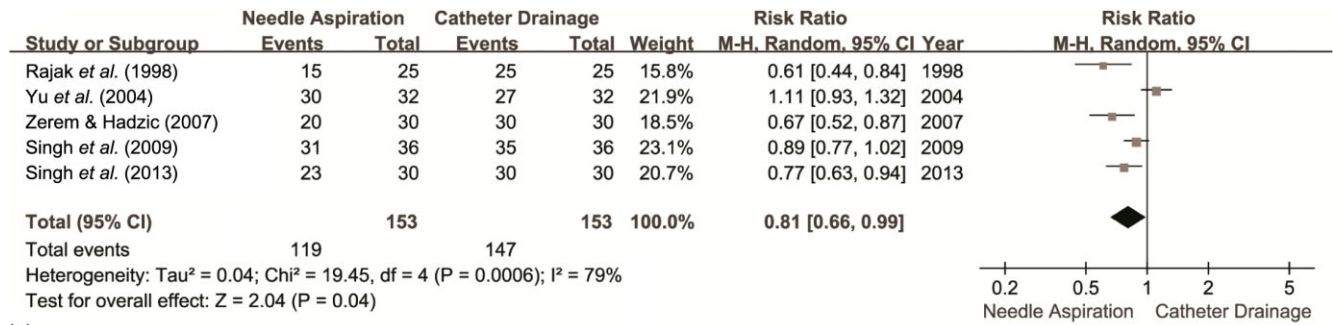 Needle Aspiration Catheter Drainage Risk Ratio Risk Ratio
Study or Subgroup Events Total Events Total Weight M-H, Random, 95% CI Year M-H, Random, 95% CI
Rajak et al. (1998) 15 25 25 25 15.8% 0.61 [0.44, 0.84] 1998
Yu et al. (2004) 30 32 27 32 21.9% 1.11 [0.93, 1.32] 2004
Zerem & Hadzic (2007) 20 30 30 30 18.5% 0.67 [0.52, 0.87] 2007
Singh et al. (2009) 31 36 35 36 23.1% 0.89 [0.77, 1.02] 2009
Singh et al. (2013) 23 30 30 30 20.7% 0.77 [0.63, 0.94] 2013
Total (95% CI) 153 153 100.0% 0.81 [0.66, 0.99]
Total events 119 147
Heterogeneity: Tau² = 0.04; Chi² = 19.45, df = 4 (P = 0.0006); I² = 79%
Test for overall effect: Z = 2.04 (P = 0.04)
0.2 0.5 1 2 5
Needle Aspiration Catheter Drainage